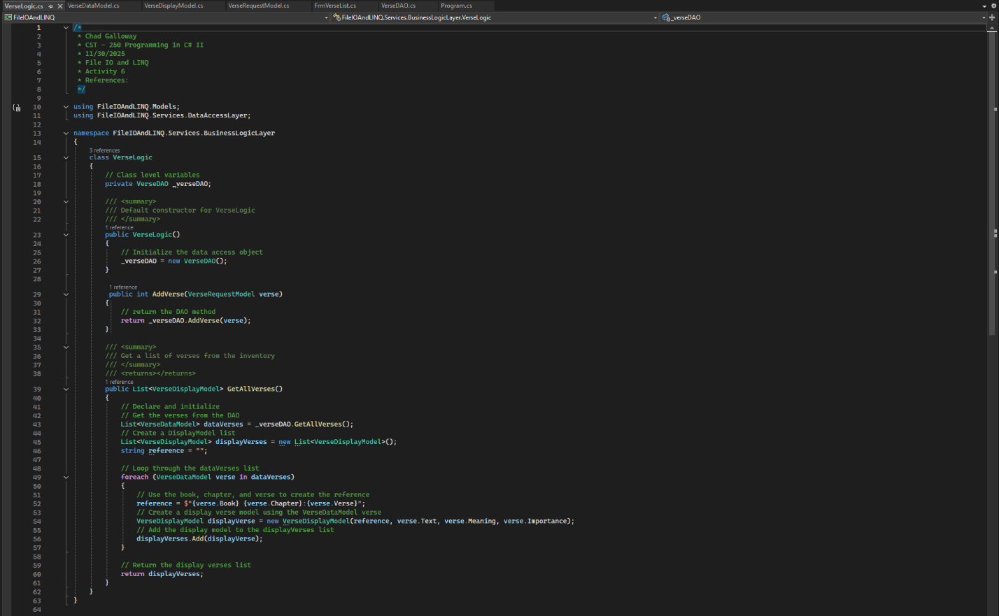 VerseLogic.cs VerseDataModel.cs VerseDisplayModel.cs VerseRequestModel.cs FrmVerseList.cs VerseDAO.cs Program.cs
FileIOAndLINQ FileIOAndLINQ.Services.BusinessLogicLayer.VerseLogic _verseDAO
1 /*
2 * Chad Galloway
3 * CST - 250 Programming in C# II
4 * 11/30/2025
5 * File IO and LINQ
6 * Activity 6
7 * References:
8 */
9
10 using FileIOAndLINQ.Models;
11 using FileIOAndLINQ.Services.DataAccessLayer;
12
13 namespace FileIOAndLINQ.Services.BusinessLogicLayer
14 {
3 references
15 class VerseLogic
16 {
17 // Class level variables
18 private VerseDAO _verseDAO;
19
20 /// <summary>
21 /// Default constructor for VerseLogic
22 /// </summary>
1 reference
23 public VerseLogic()
24 {
25 // Initialize the data access object
26 _verseDAO = new VerseDAO();
27 }
28
1 reference
29 public int AddVerse(VerseRequestModel verse)
30 {
31 // return the DAO method
32 return _verseDAO.AddVerse(verse);
33 }
34
35 /// <summary>
36 /// Get a list of verses from the inventory
37 /// </summary>
38 /// <returns></returns>
1 reference
39 public List<VerseDisplayModel> GetAllVerses()
40 {
41 // Declare and initialize
42 // Get the verses from the DAO
43 List<VerseDataModel> dataVerses = _verseDAO.GetAllVerses();
44 // Create a DisplayModel list
45 List<VerseDisplayModel> displayVerses = new List<VerseDisplayModel>();
46 string reference = "";
47
48 // Loop through the dataVerses list
49 foreach (VerseDataModel verse in dataVerses)
50 {
51 // Use the book, chapter, and verse to create the reference
52 reference = $"{verse.Book} {verse.Chapter}:{verse.Verse}";
53 // Create a display verse model using the VerseDataModel verse
54 VerseDisplayModel displayVerse = new VerseDisplayModel(reference, verse.Text, verse.Meaning, verse.Importance);
55 // Add the display model to the displayVerses list
56 displayVerses.Add(displayVerse);
57 }
58
59 // Return the display verses list
60 return displayVerses;
61 }
62 }
63 }
64